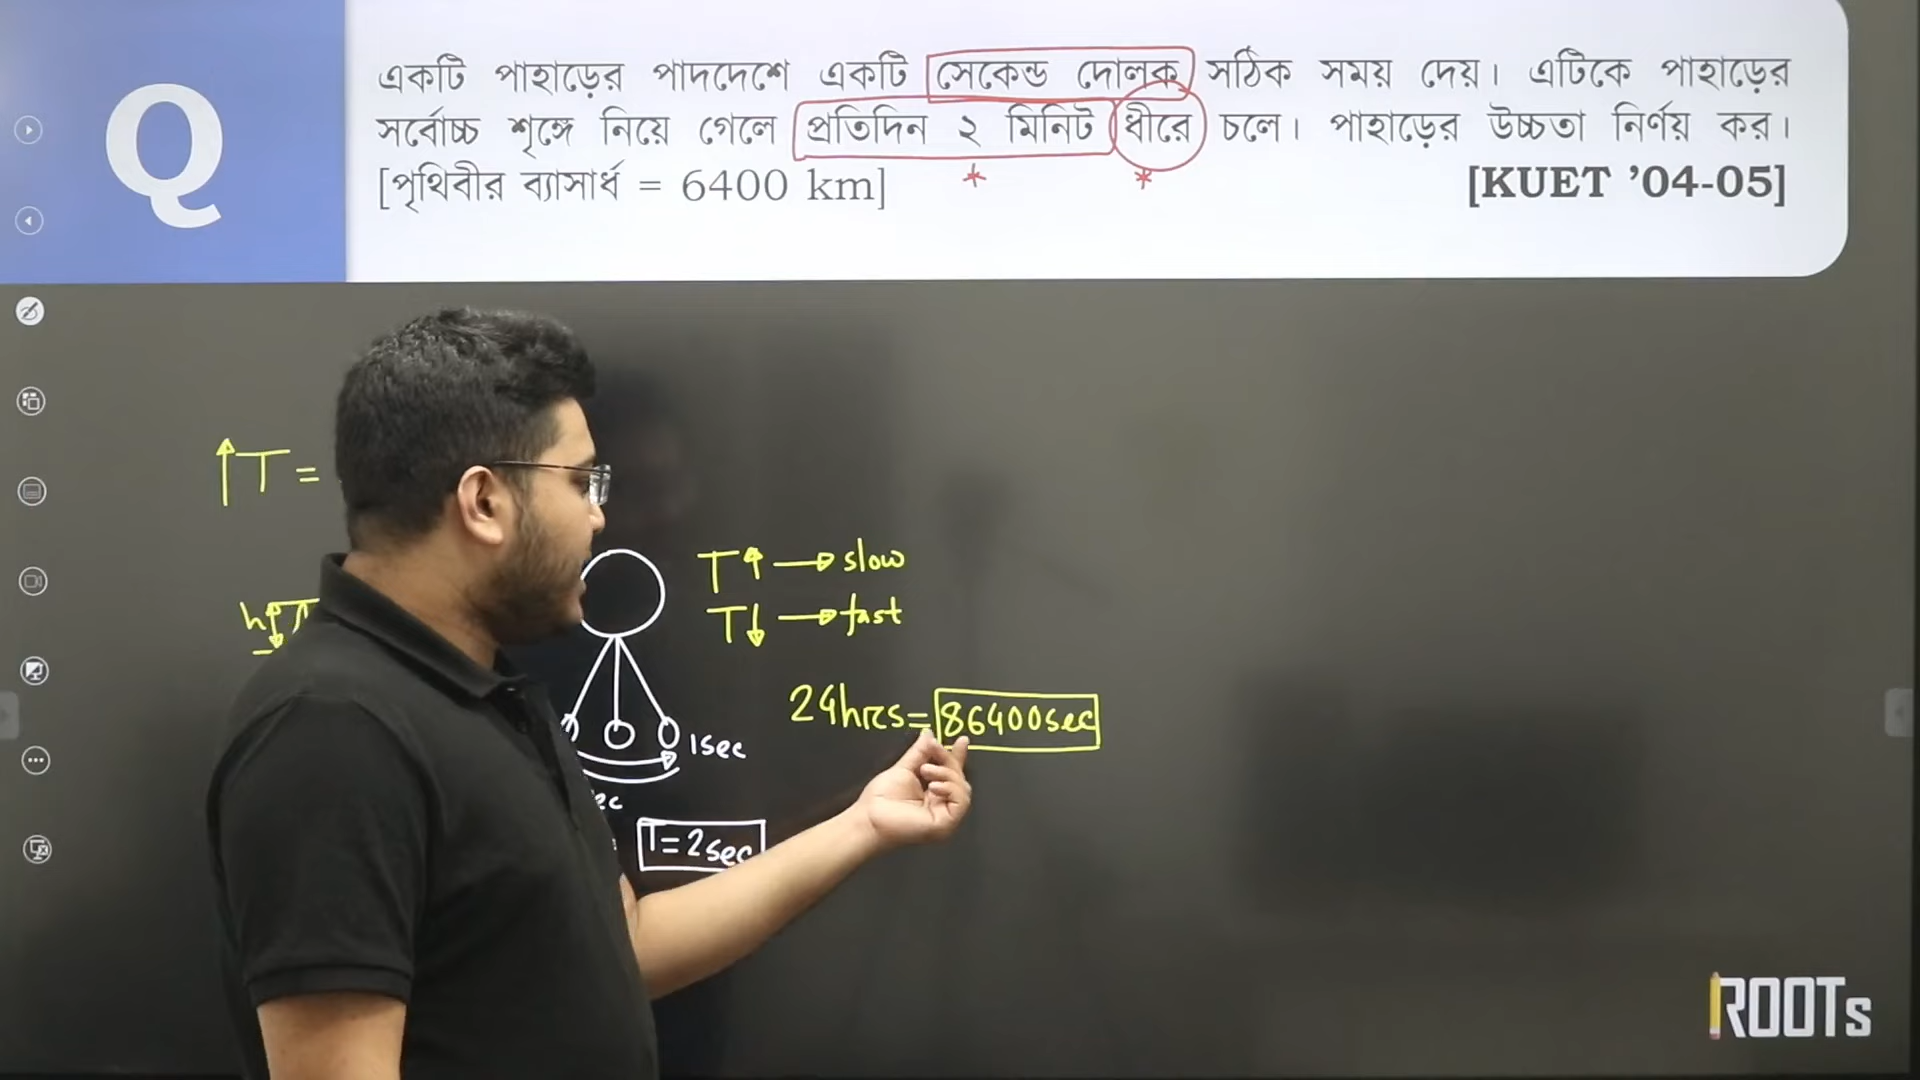 Q
একটি পাহাড়ের পাদদেশে একটি সেকেন্ড দোলক সঠিক সময় দেয়। এটিকে পাহাড়ের
সর্বোচ্চ শৃঙ্গে নিয়ে গেলে প্রতিদিন ২ মিনিট ধীরে চলে। পাহাড়ের উচ্চতা নির্ণয় কর।
[পৃথিবীর ব্যাসার্ধ = 6400 km] [KUET ’04-05]
* *
↑T =
T↑ → slow
T↓ → fast
h
24hrs = 86400sec
1sec
T=2sec
ROOTs